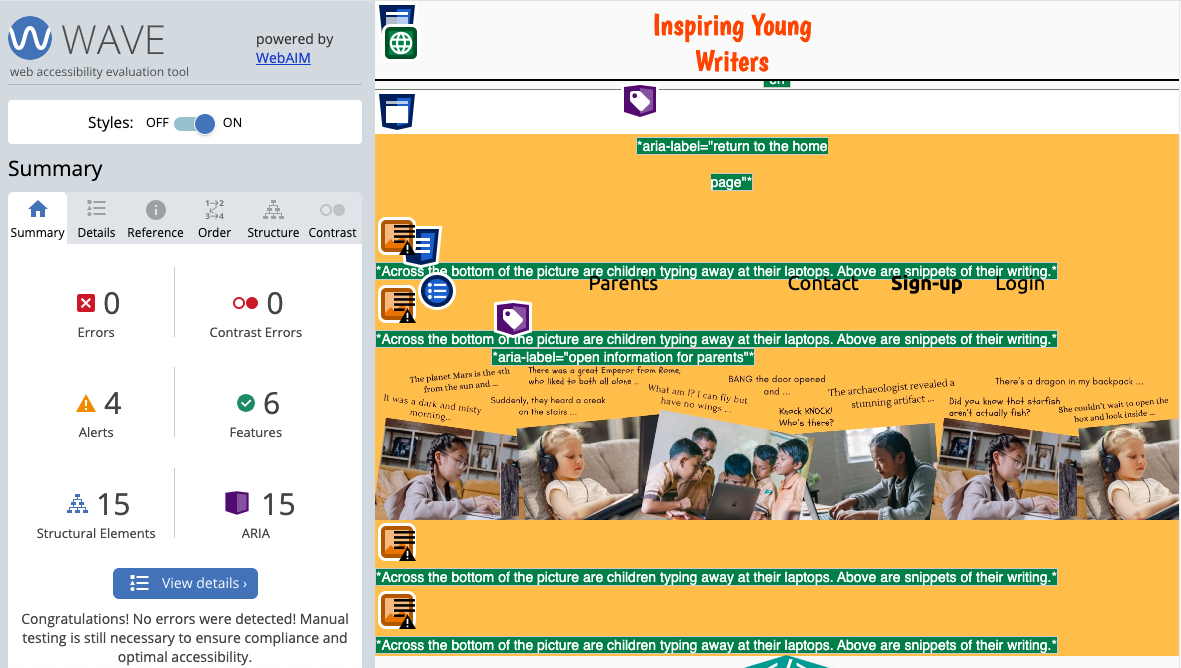 WAVE
web accessibility evaluation tool
powered by
WebAIM
Styles: OFF ON
Summary
Summary Details Reference Order Structure Contrast
1→2
3→4
0
Errors
0
Contrast Errors
4
Alerts
6
Features
15
Structural Elements
15
ARIA
View details ›
Congratulations! No errors were detected! Manual
testing is still necessary to ensure compliance and
optimal accessibility.
Inspiring Young
Writers
*aria-label="return to the home
page"*
*Across the bottom of the picture are children typing away at their laptops. Above are snippets of their writing.*
Parents Contact Sign-up Login
*Across the bottom of the picture are children typing away at their laptops. Above are snippets of their writing.*
*aria-label="open information for parents"*
The planet Mars is the 4th
from the sun and ...
There was a great Emperor from Rome,
who liked to bath all alone ...
It was a dark and misty
morning...
Suddenly, they heard a creak
on the stairs ...
What am I? I can fly but
have no wings ...
BANG the door opened
and ...
Knock KNOCK!
Who's there?
The archaeologist revealed a
stunning artifact ...
There's a dragon in my backpack ...
Did you know that starfish
aren't actually fish?
She couldn't wait to open the
box and look inside ...
*Across the bottom of the picture are children typing away at their laptops. Above are snippets of their writing.*
*Across the bottom of the picture are children typing away at their laptops. Above are snippets of their writing.*